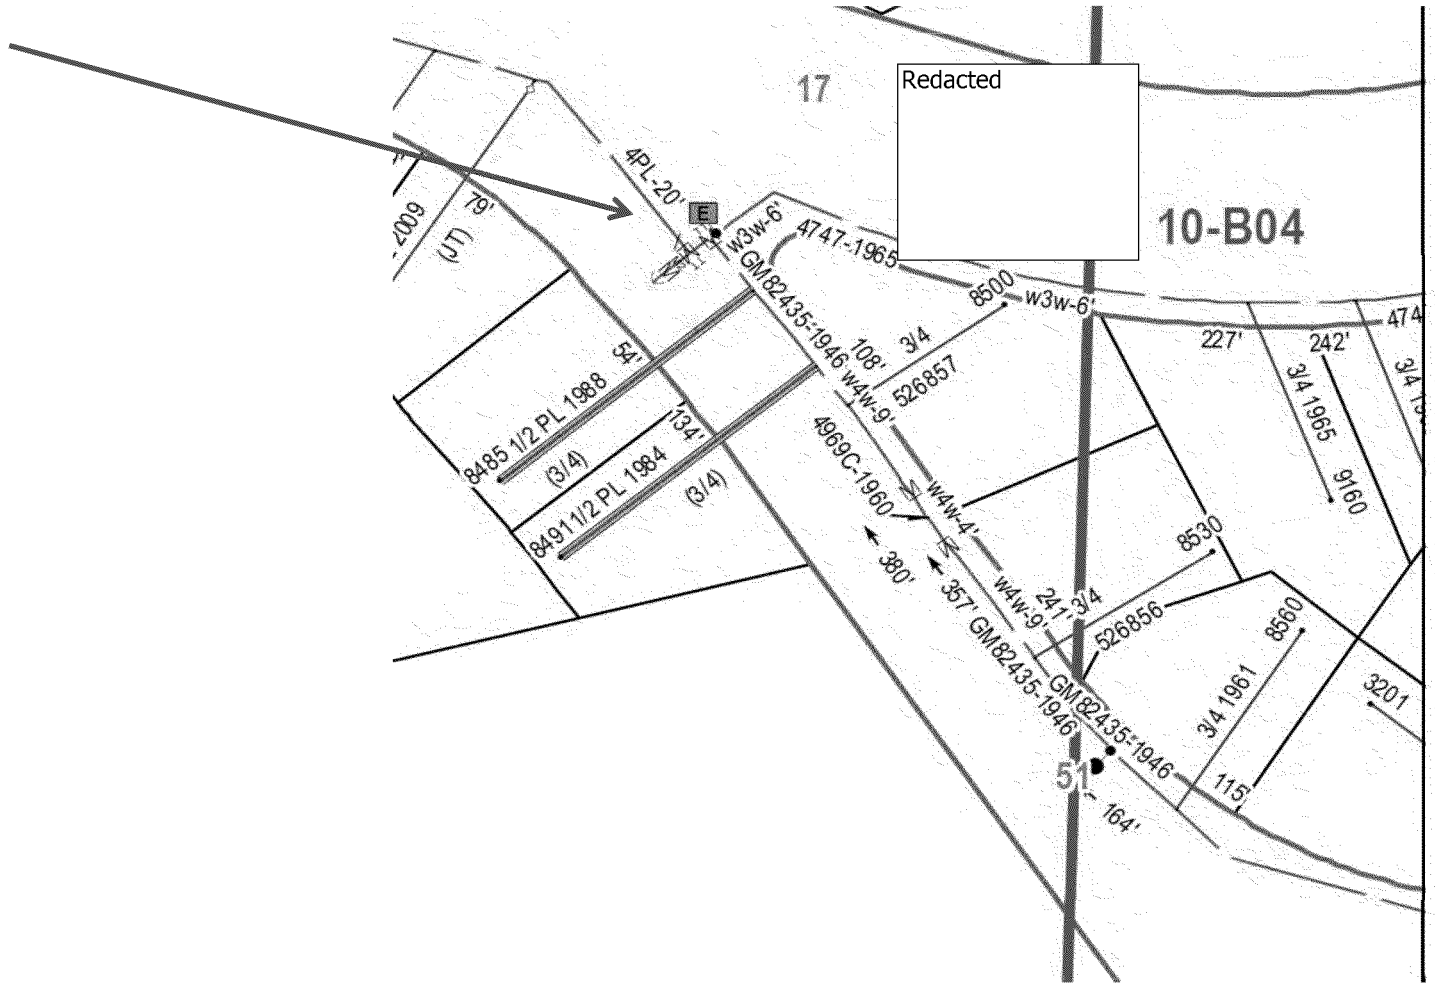 17
Redacted
10-B04
4PL-20'
E
w3w-6'
4747-1965
GM82435-1946
2009
(JT)
79'
8500
w3w-6'
227'
242'
474
54'
108'
3/4
526857
w4w-9'
3/4 1965
9160
8485 1/2 PL 1988
(3/4)
134'
8491 1/2 PL 1984
(3/4)
4969C-1960
w4w-4'
380'
357' GM82435-1946
w4w-9'
241'
3/4
8530
526856
8560
3/4 1961
3201
GM82435-1946
51
115'
164'